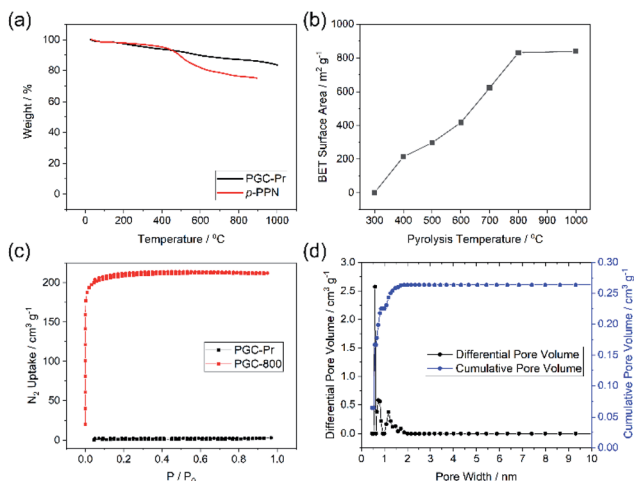 (a)
Weight / %
100
80
60
40
20
0
PGC-Pr
p-PPN
0 200 400 600 800 1000
Temperature / ⁰C
(b)
BET Surface Area / m² g⁻¹
800
600
400
200
0
300 400 500 600 700 800 1000
Pyrolysis Temperature / ⁰C
(c)
N₂ Uptake / cm³ g⁻¹
200
150
100
50
0
PGC-Pr
PGC-800
0.0 0.2 0.4 0.6 0.8 1.0
P / P₀
(d)
Differential Pore Volume / cm³ g⁻¹
3.0
2.5
2.0
1.5
1.0
0.5
0.0
Differential Pore Volume
Cumulative Pore Volume
0.30
0.25
0.20
0.15
0.10
0.05
0.00
Cumulative Pore Volume / cm³ g⁻¹
0 1 2 3 4 5 6 7 8 9 10
Pore Width / nm